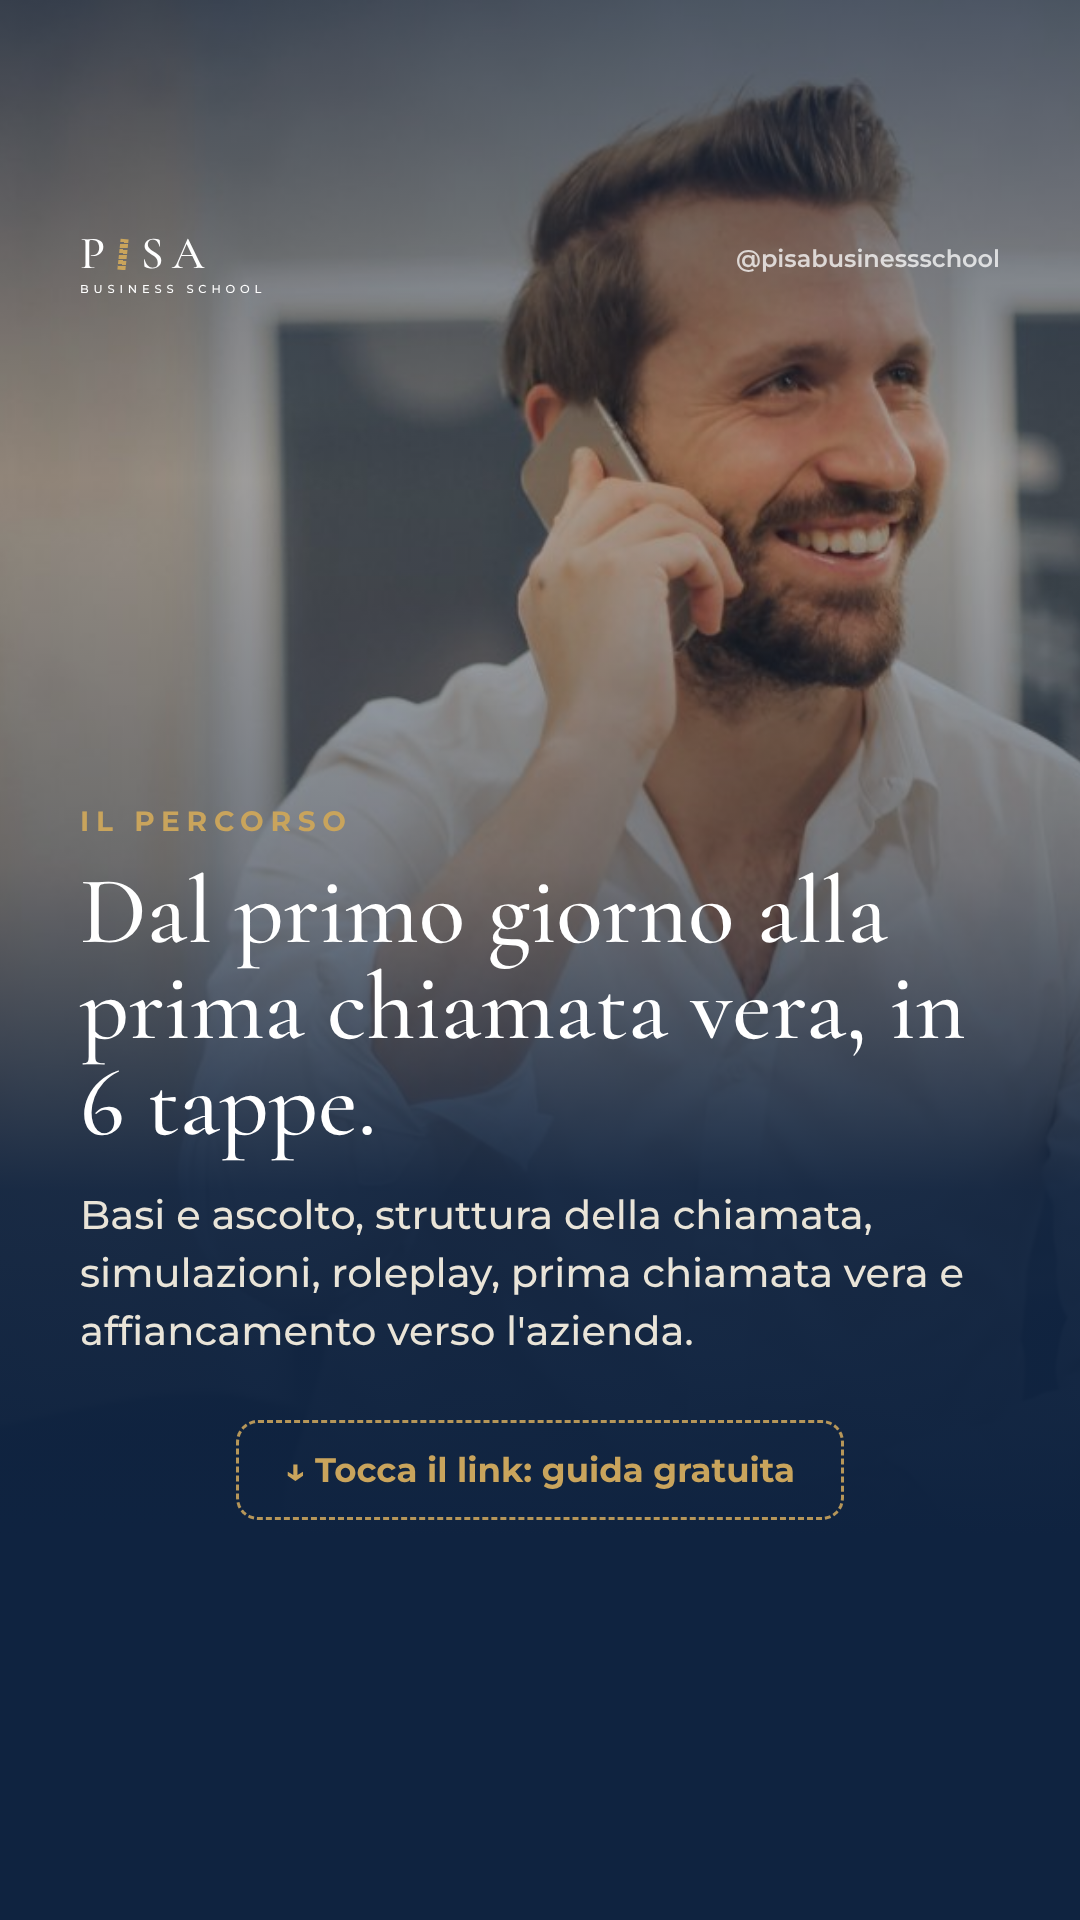 PISA
BUSINESS SCHOOL
@pisabusinessschool
IL PERCORSO
Dal primo giorno alla
prima chiamata vera, in
6 tappe.
Basi e ascolto, struttura della chiamata,
simulazioni, roleplay, prima chiamata vera e
affiancamento verso l'azienda.
↓ Tocca il link: guida gratuita